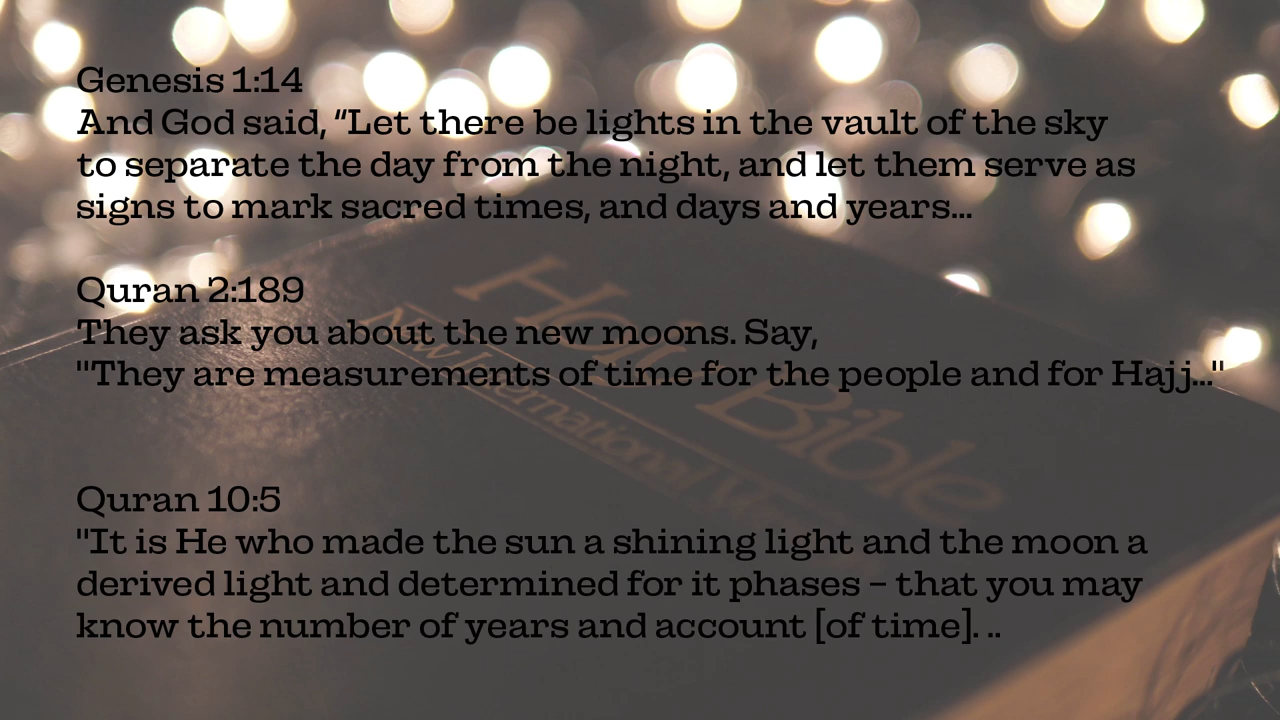 Genesis 1:14
And God said, “Let there be lights in the vault of the sky
to separate the day from the night, and let them serve as
signs to mark sacred times, and days and years...
Quran 2:189
They ask you about the new moons. Say,
"They are measurements of time for the people and for Hajj..."
Quran 10:5
"It is He who made the sun a shining light and the moon a
derived light and determined for it phases – that you may
know the number of years and account [of time]. ..
Holy Bible
New International